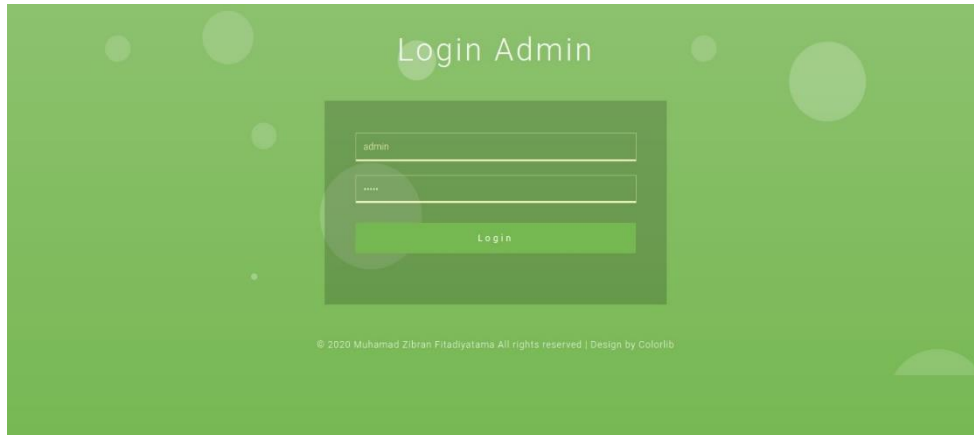 Login Admin
admin
•••••
Login
© 2020 Muhamad Zibran Fitadiyatama All rights reserved | Design by Colorlib